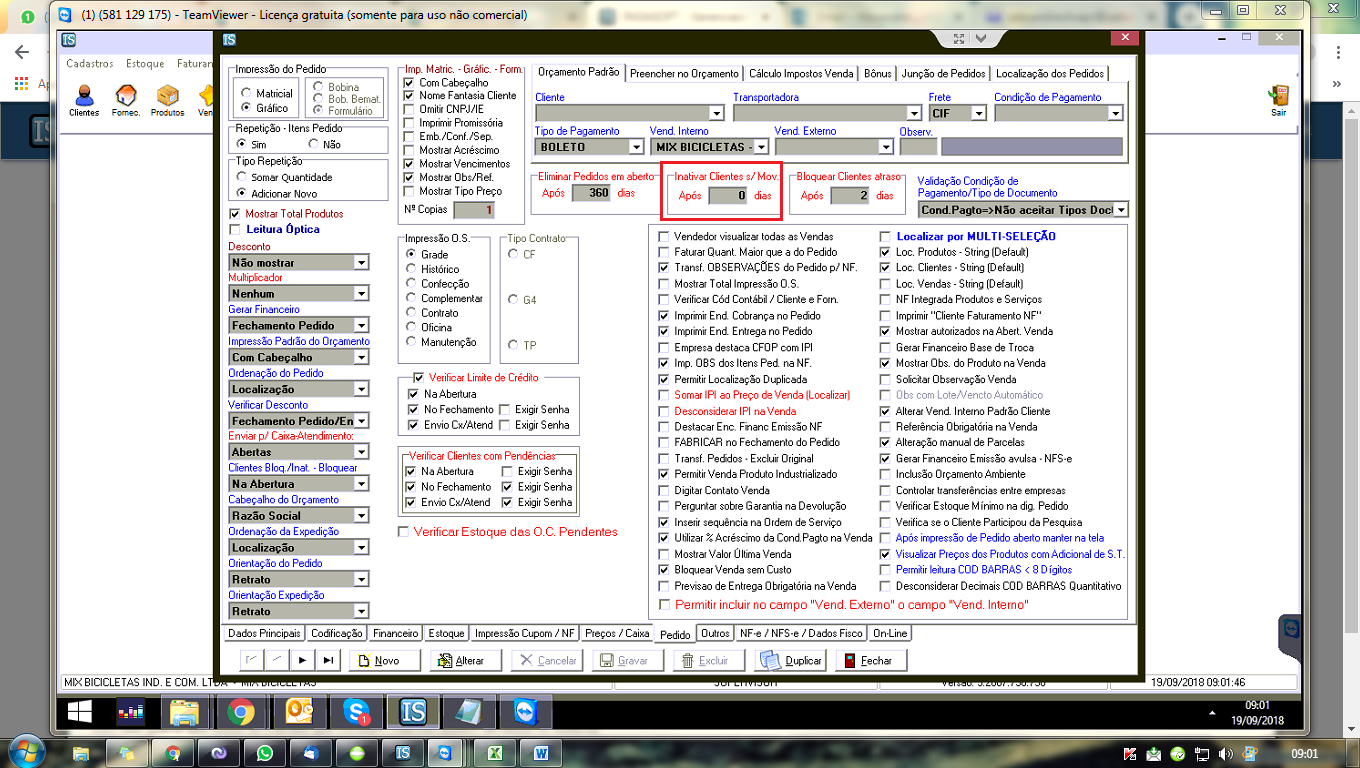 (1) (581 129 175) - TeamViewer - Licença gratuita (somente para uso não comercial)
Cadastros Estoque Faturan
Clientes Fornec. Produtos Ven
Sair
Impressão do Pedido
Matricial
Gráfico
Bobina
Bob. Bemat.
Formulário
Repetição - Itens Pedido
Sim Não
Tipo Repetição
Somar Quantidade
Adicionar Novo
Mostrar Total Produtos
Leitura Óptica
Desconto
Não mostrar
Multiplicador
Nenhum
Gerar Financeiro
Fechamento Pedido
Impressão Padrão do Orçamento
Com Cabeçalho
Ordenação do Pedido
Localização
Verificar Desconto
Fechamento Pedido/En
Enviar p/ Caixa-Atendimento:
Abertas
Clientes Bloq./Inat. - Bloquear
Na Abertura
Cabeçalho do Orçamento
Razão Social
Ordenação da Expedição
Localização
Orientação do Pedido
Retrato
Orientação Expedição
Retrato
Imp. Matric. - Gráfic. - Form.
Com Cabeçalho
Nome Fantasia Cliente
Omitir CNPJ/IE
Imprimir Promissória
Emb./Conf./Sep.
Mostrar Acréscimo
Mostrar Vencimentos
Mostrar Obs/Ref.
Mostrar Tipo Preço
Nº Copias 1
Impressão O.S.
Grade
Histórico
Confecção
Complementar
Contrato
Oficina
Manutenção
Tipo Contrato
CF
G4
TP
Verificar Limite de Crédito
Na Abertura
No Fechamento Exigir Senha
Envio Cx/Atend Exigir Senha
Verificar Clientes com Pendências
Na Abertura Exigir Senha
No Fechamento Exigir Senha
Envio Cx/Atend Exigir Senha
Verificar Estoque das O.C. Pendentes
Orçamento Padrão Preencher no Orçamento Cálculo Impostos Venda Bônus Junção de Pedidos Localização dos Pedidos
Cliente Transportadora Frete Condição de Pagamento
CIF
Tipo de Pagamento Vend. Interno Vend. Externo Observ.
BOLETO MIX BICICLETAS -
Eliminar Pedidos em aberto
Após 360 dias
Inativar Clientes s/ Mov.
Após 0 dias
Bloquear Clientes atraso
Após 2 dias
Validação Condição de
Pagamento/Tipo de Documento
Cond.Pagto=>Não aceitar Tipos Doc
Vendedor visualizar todas as Vendas
Faturar Quant. Maior que a do Pedido
Transf. OBSERVAÇÕES do Pedido p/ NF.
Mostrar Total Impressão O.S.
Verificar Cód Contábil / Cliente e Forn.
Imprimir End. Cobrança no Pedido
Imprimir End. Entrega no Pedido
Empresa destaca CFOP com IPI
Imp. OBS dos Itens Ped. na NF.
Permitir Localização Duplicada
Somar IPI ao Preço de Venda (Localizar)
Desconsiderar IPI na Venda
Destacar Enc. Financ Emissão NF
FABRICAR no Fechamento do Pedido
Transf. Pedidos - Excluir Original
Permitir Venda Produto Industrializado
Digitar Contato Venda
Perguntar sobre Garantia na Devolução
Inserir sequência na Ordem de Serviço
Utilizar % Acréscimo da Cond.Pagto na Venda
Mostrar Valor Última Venda
Bloquear Venda sem Custo
Previsao de Entrega Obrigatória na Venda
Permitir incluir no campo "Vend. Externo" o campo "Vend. Interno"
Localizar por MULTI-SELEÇÃO
Loc. Produtos - String (Default)
Loc. Clientes - String (Default)
Loc. Vendas - String (Default)
NF Integrada Produtos e Serviços
Imprimir "Cliente Faturamento NF"
Mostrar autorizados na Abert. Venda
Gerar Financeiro Base de Troca
Mostrar Obs. do Produto na Venda
Solicitar Observação Venda
Obs com Lote/Vencto Automático
Alterar Vend. Interno Padrão Cliente
Referência Obrigatória na Venda
Alteração manual de Parcelas
Gerar Financeiro Emissão avulsa - NFS-e
Inclusão Orçamento Ambiente
Controlar transferências entre empresas
Verificar Estoque Mínimo na dig. Pedido
Verifica se o Cliente Participou da Pesquisa
Após impressão de Pedido aberto manter na tela
Visualizar Preços dos Produtos com Adicional de S.T.
Permitir leitura COD BARRAS < 8 Dígitos
Desconsiderar Decimais COD BARRAS Quantitativo
Dados Principais Codificação Financeiro Estoque Impressão Cupom / NF Preços / Caixa Pedido Outros NF-e / NFS-e / Dados Fisco On-Line
Novo Alterar Cancelar Gravar Excluir Duplicar Fechar
MIX BICICLETAS IND. E COM. LTDA - MIX BICICLETAS 19/09/2018 09:01:46
09:01
19/09/2018
09:01